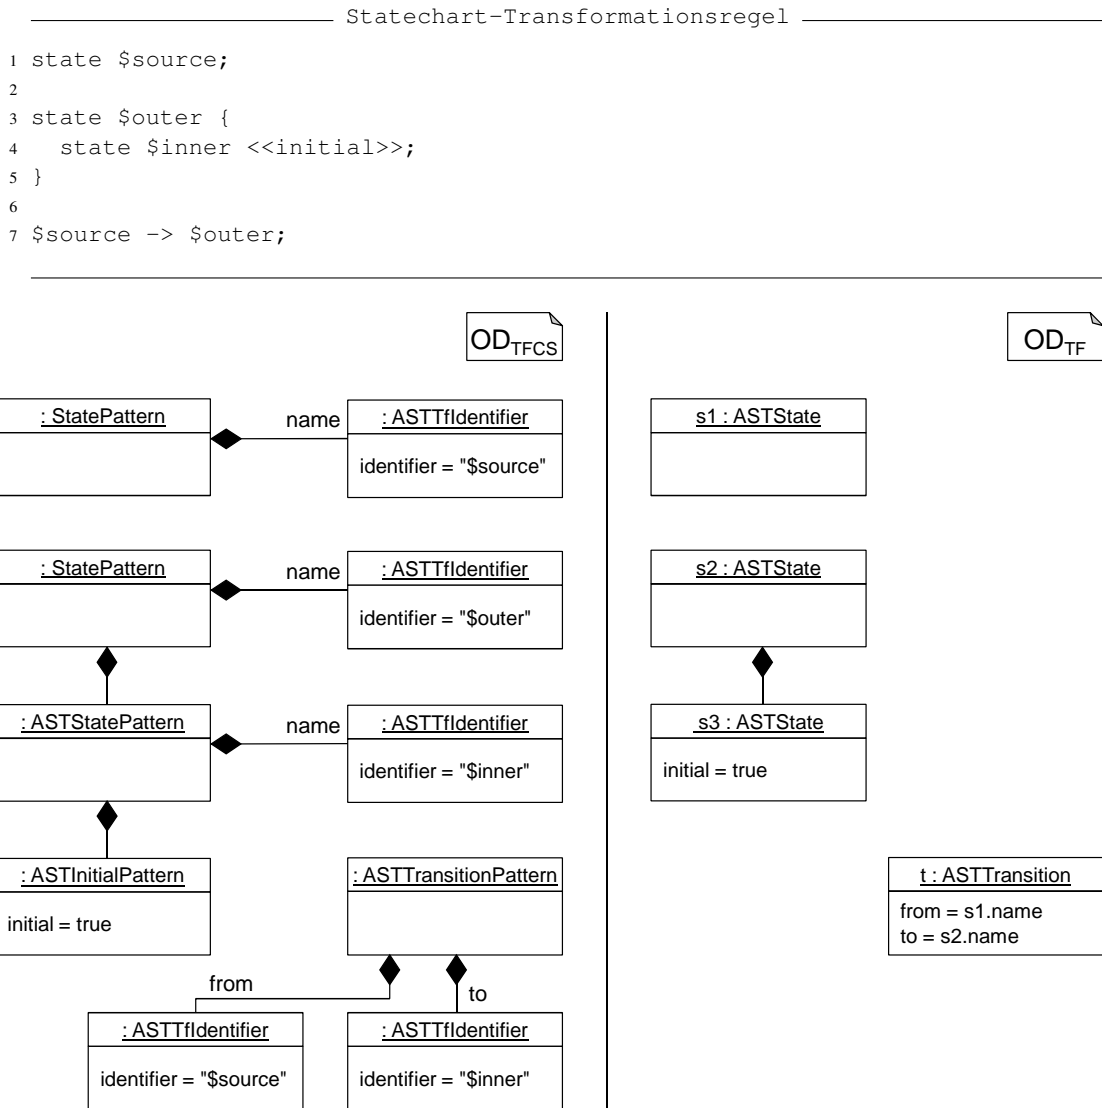 Statechart-Transformationsregel
1 state $source;
2
3 state $outer {
4   state $inner <<initial>>;
5 }
6
7 $source -> $outer;
OD_TFCS
OD_TF
: StatePattern
name
: ASTTfIdentifier
identifier = "$source"
s1 : ASTState
: StatePattern
name
: ASTTfIdentifier
identifier = "$outer"
s2 : ASTState
: ASTStatePattern
name
: ASTTfIdentifier
identifier = "$inner"
s3 : ASTState
initial = true
: ASTInitialPattern
initial = true
: ASTTransitionPattern
t : ASTTransition
from = s1.name
to = s2.name
from
to
: ASTTfIdentifier
identifier = "$source"
: ASTTfIdentifier
identifier = "$inner"